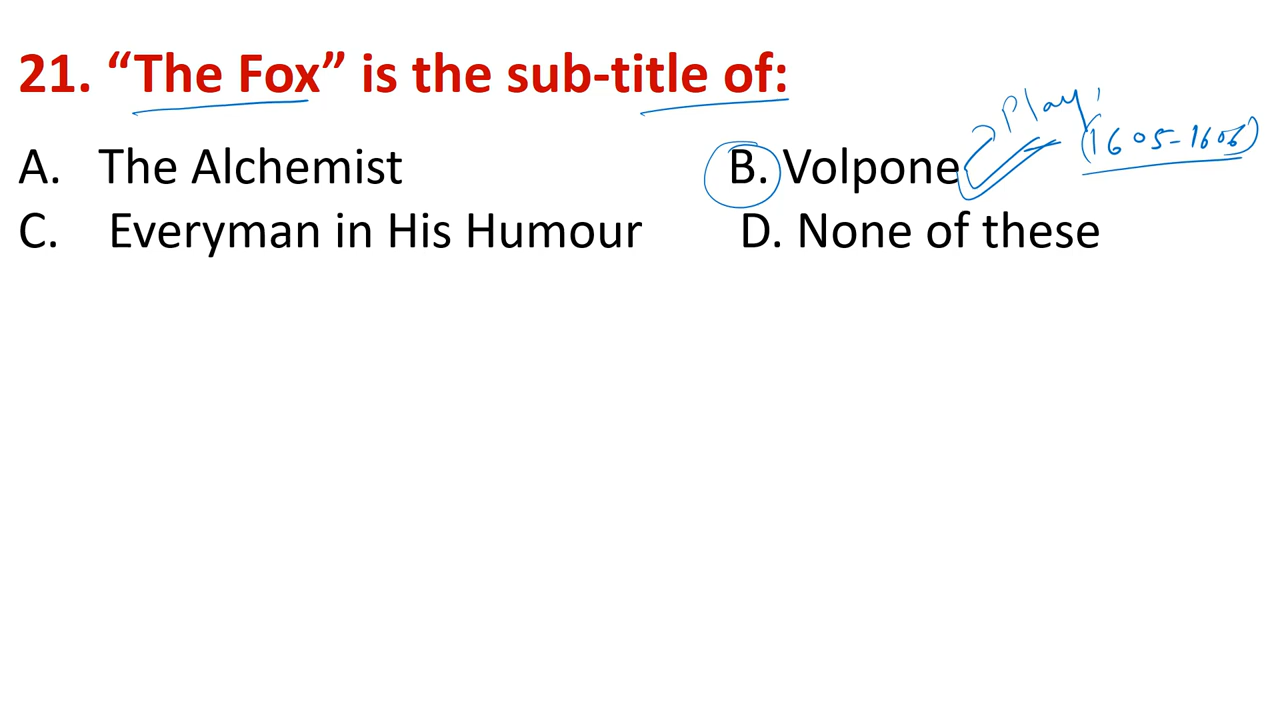 21. “The Fox” is the sub-title of:
A. The Alchemist B. Volpone Play (1605-1606)
C. Everyman in His Humour D. None of these